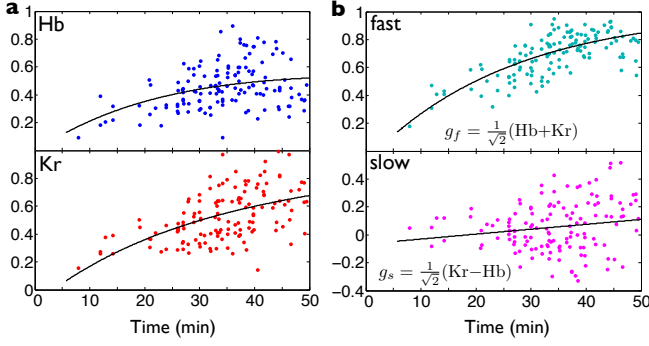 a
Hb
0.8
0.6
0.4
0.2
Kr
0.8
0.6
0.4
0.2
0 10 20 30 40 50
Time (min)
b
fast
0.8
0.6
0.4
0.2
g_f = 1/√2 (Hb+Kr)
slow
0.4
0.2
0
−0.2
−0.4
g_s = 1/√2 (Kr−Hb)
0 10 20 30 40 50
Time (min)